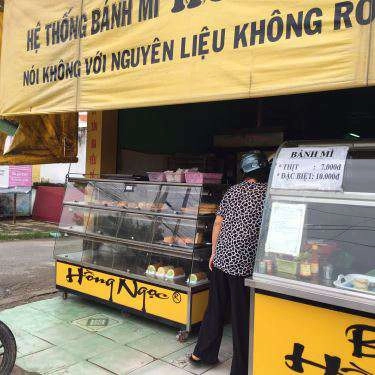 HỆ THỐNG BÁNH MÌ
NÓI KHÔNG VỚI NGUYÊN LIỆU KHÔNG RÕ
BÁNH MÌ
* THỊT : 7.000đ
* ĐẶC BIỆT: 10.000đ
Hồng Ngọc ®